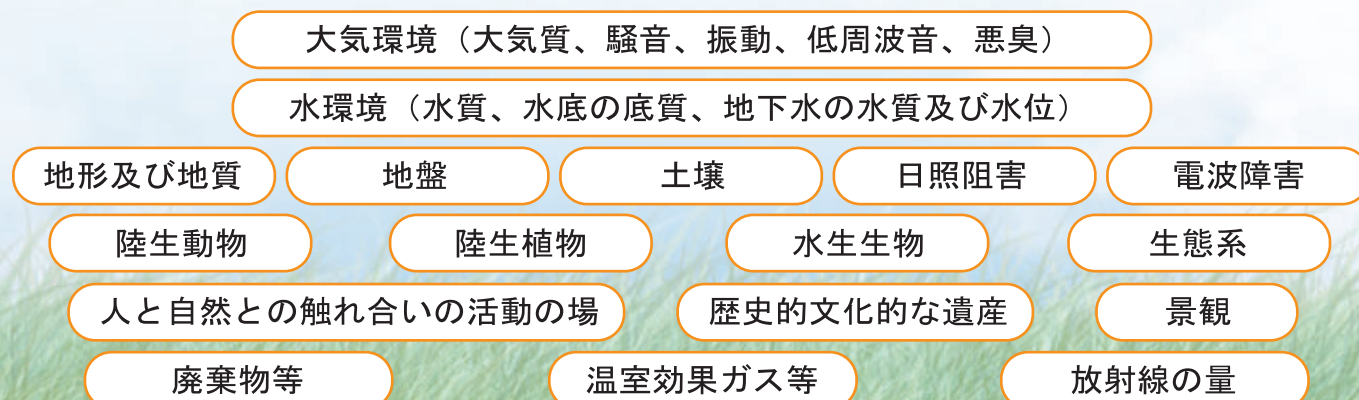 大気環境（大気質、騒音、振動、低周波音、悪臭）
水環境（水質、水底の底質、地下水の水質及び水位）
地形及び地質 地盤 土壌 日照阻害 電波障害
陸生動物 陸生植物 水生生物 生態系
人と自然との触れ合いの活動の場 歴史的文化的な遺産 景観
廃棄物等 温室効果ガス等 放射線の量